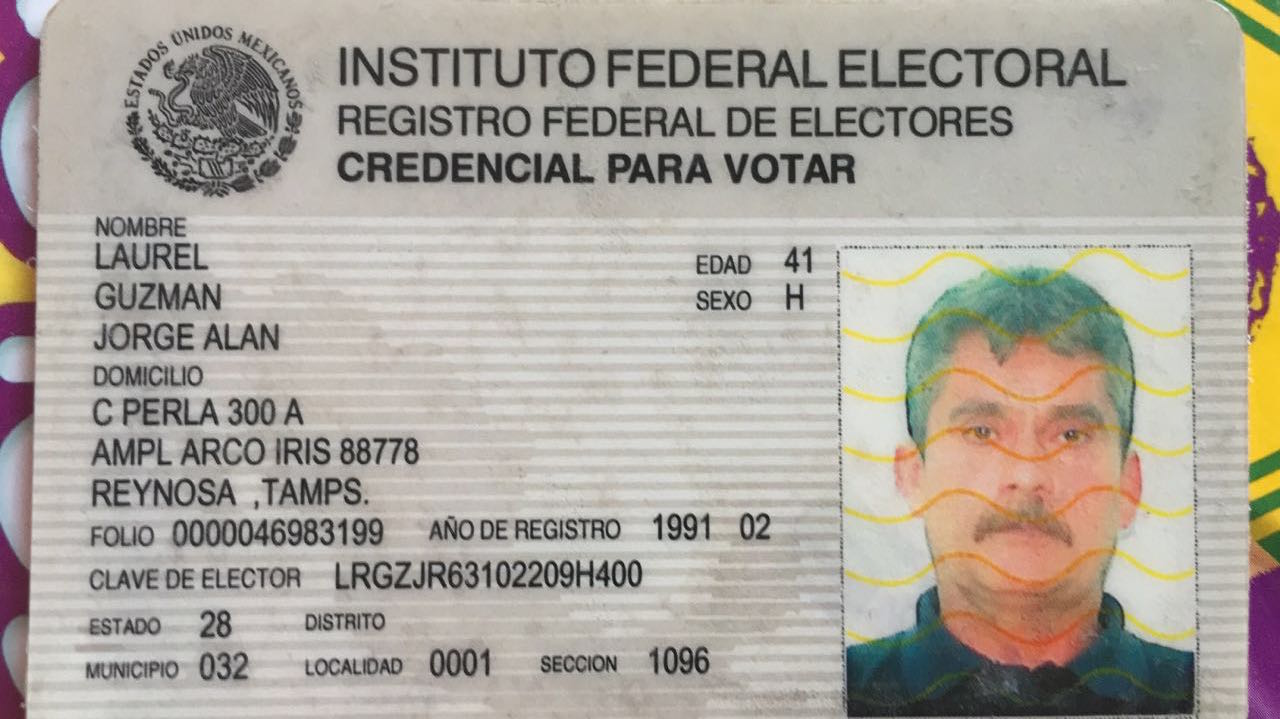 ESTADOS UNIDOS MEXICANOS
INSTITUTO FEDERAL ELECTORAL
REGISTRO FEDERAL DE ELECTORES
CREDENCIAL PARA VOTAR
NOMBRE
LAUREL
GUZMAN
JORGE ALAN
EDAD 41
SEXO H
DOMICILIO
C PERLA 300 A
AMPL ARCO IRIS 88778
REYNOSA ,TAMPS.
FOLIO 0000046983199 AÑO DE REGISTRO 1991 02
CLAVE DE ELECTOR LRGZJR63102209H400
ESTADO 28 DISTRITO
MUNICIPIO 032 LOCALIDAD 0001 SECCION 1096